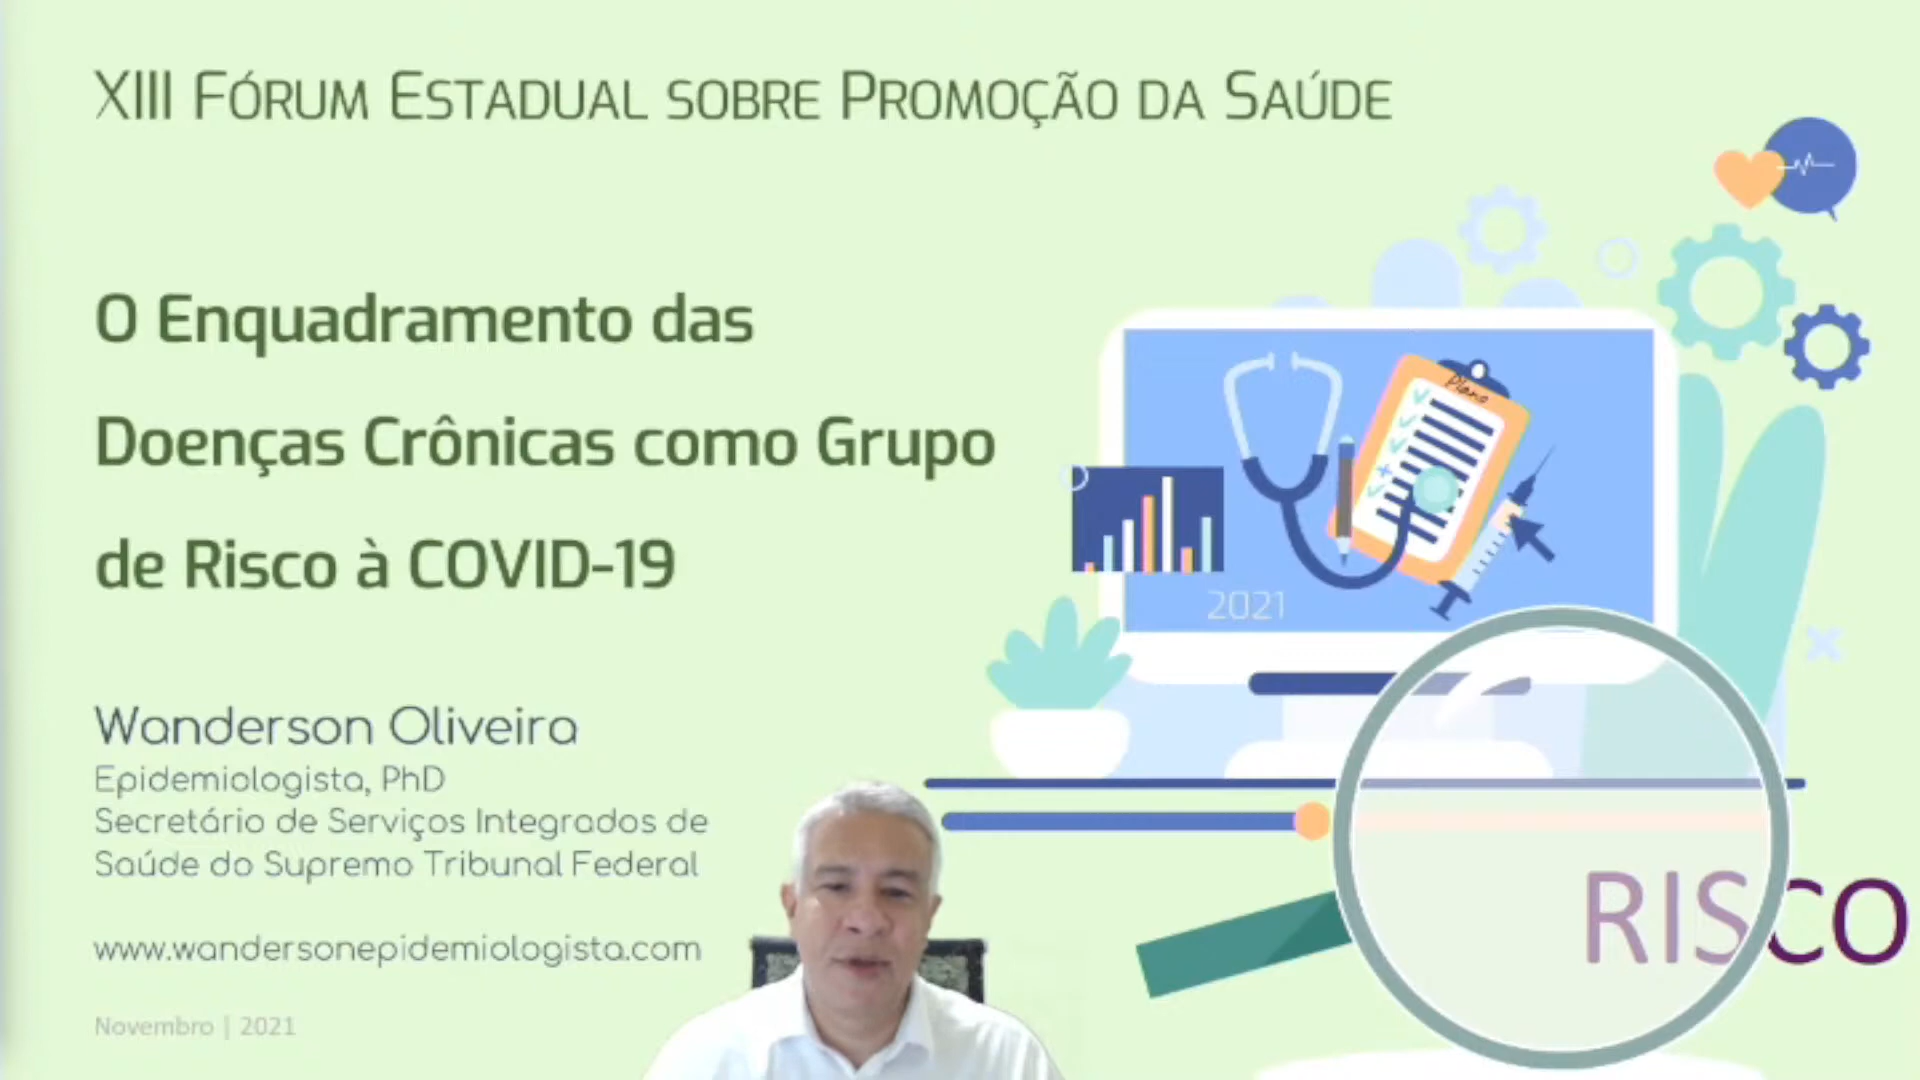 XIII Fórum Estadual sobre Promoção da Saúde
O Enquadramento das
Doenças Crônicas como Grupo
de Risco à COVID-19
Wanderson Oliveira
Epidemiologista, PhD
Secretário de Serviços Integrados de
Saúde do Supremo Tribunal Federal
www.wandersonepidemiologista.com
Novembro | 2021
Plano
2021
RISCO